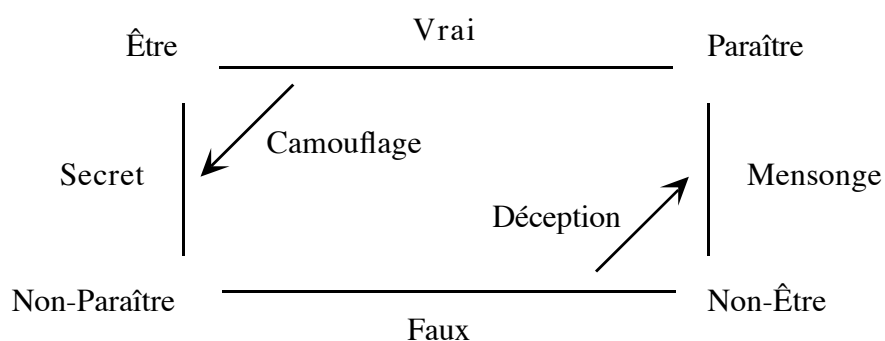 Vrai
Être
Paraître
Camouflage
Secret
Mensonge
Déception
Non-Paraître
Non-Être
Faux